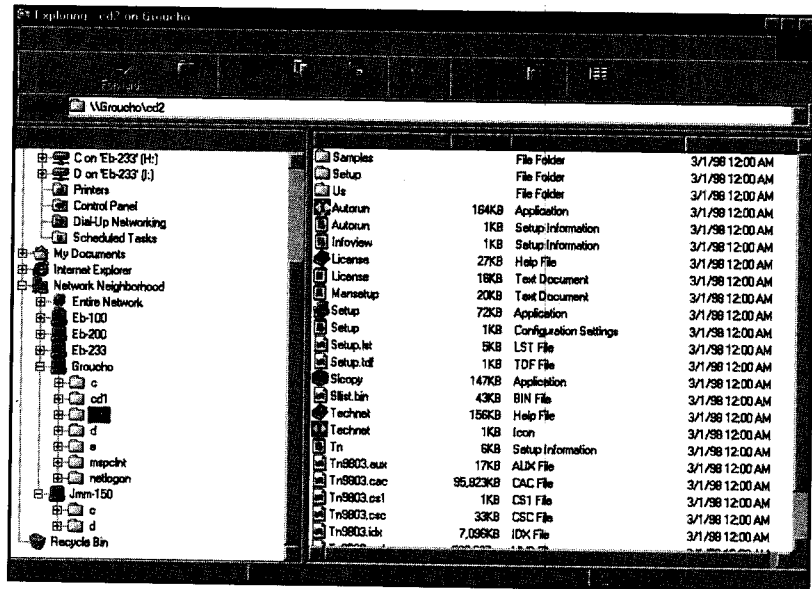 Exploring - cd2 on Groucho
\\Groucho\cd2
C on 'Eb-233' (H:)
D on 'Eb-233' (I:)
Printers
Control Panel
Dial-Up Networking
Scheduled Tasks
My Documents
Internet Explorer
Network Neighborhood
Entire Network
Eb-100
Eb-200
Eb-233
Groucho
c
cd1
d
e
mspclnt
netlogon
Jmm-150
c
d
Recycle Bin
Samples File Folder 3/1/98 12:00 AM
Setup File Folder 3/1/98 12:00 AM
Us File Folder 3/1/98 12:00 AM
Autorun 164KB Application 3/1/98 12:00 AM
Autorun 1KB Setup Information 3/1/98 12:00 AM
Infoview 1KB Setup Information 3/1/98 12:00 AM
License 27KB Help File 3/1/98 12:00 AM
License 18KB Text Document 3/1/98 12:00 AM
Mansetup 20KB Text Document 3/1/98 12:00 AM
Setup 72KB Application 3/1/98 12:00 AM
Setup 1KB Configuration Settings 3/1/98 12:00 AM
Setup.lst 5KB LST File 3/1/98 12:00 AM
Setup.tdf 1KB TDF File 3/1/98 12:00 AM
Sicopy 147KB Application 3/1/98 12:00 AM
Slist.bin 43KB BIN File 3/1/98 12:00 AM
Technet 156KB Help File 3/1/98 12:00 AM
Technet 1KB Icon 3/1/98 12:00 AM
Tn 6KB Setup Information 3/1/98 12:00 AM
Tn9803.aux 17KB AUX File 3/1/98 12:00 AM
Tn9803.cac 95,823KB CAC File 3/1/98 12:00 AM
Tn9803.cs1 1KB CS1 File 3/1/98 12:00 AM
Tn9803.csc 33KB CSC File 3/1/98 12:00 AM
Tn9803.idx 7,096KB IDX File 3/1/98 12:00 AM